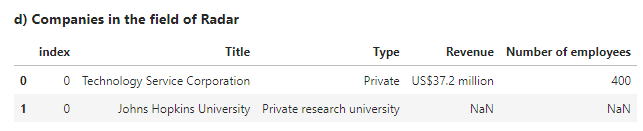 d) Companies in the field of Radar
index Title Type Revenue Number of employees
0 0 Technology Service Corporation Private US$37.2 million 400
1 0 Johns Hopkins University Private research university NaN NaN